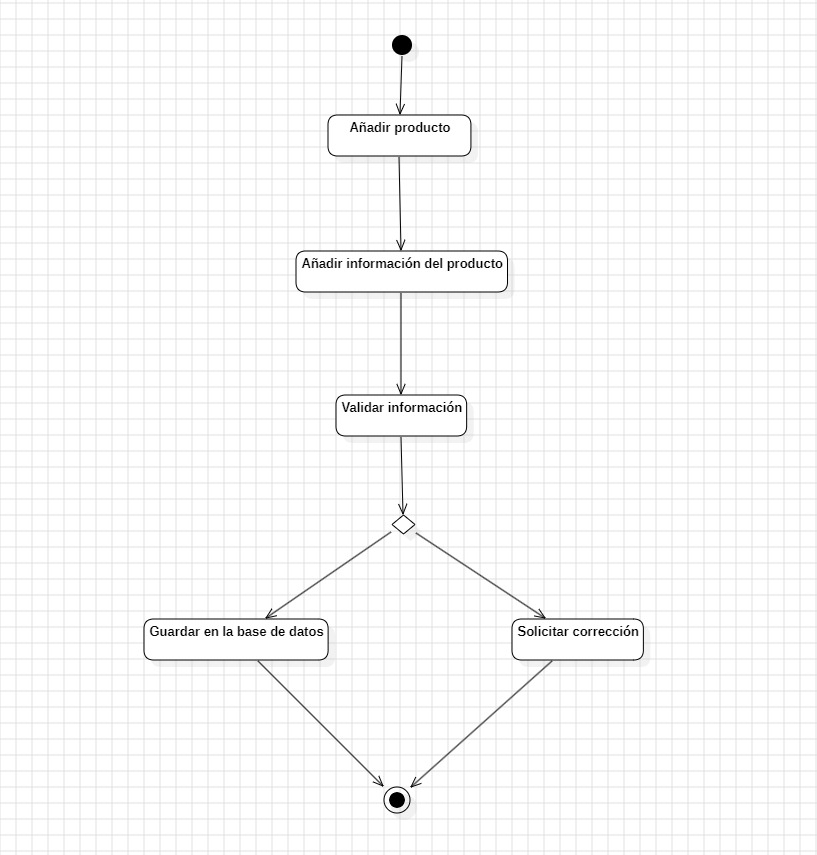 Añadir producto
Añadir información del producto
Validar información
Guardar en la base de datos
Solicitar corrección